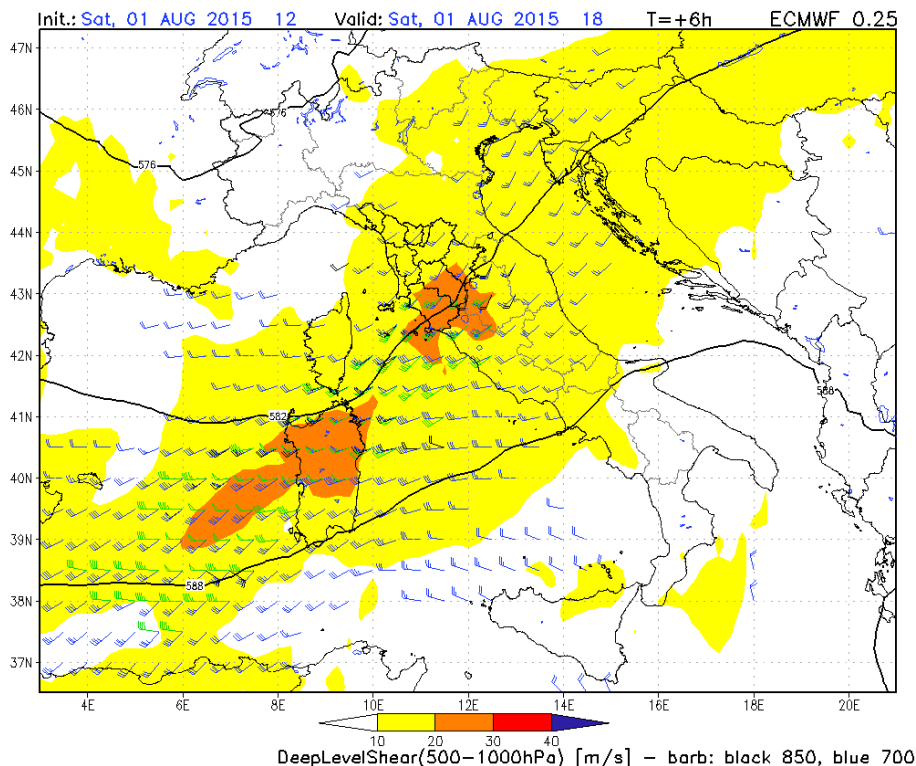 Init.: Sat, 01 AUG 2015 12 Valid: Sat, 01 AUG 2015 18 T=+6h ECMWF 0.25
47N
46N
576
576
45N
44N
43N
42N
588
582
41N
40N
39N
588
38N
37N
4E 6E 8E 10E 12E 14E 16E 18E 20E
10 20 30 40
DeepLevelShear(500-1000hPa) [m/s] - barb: black 850, blue 700